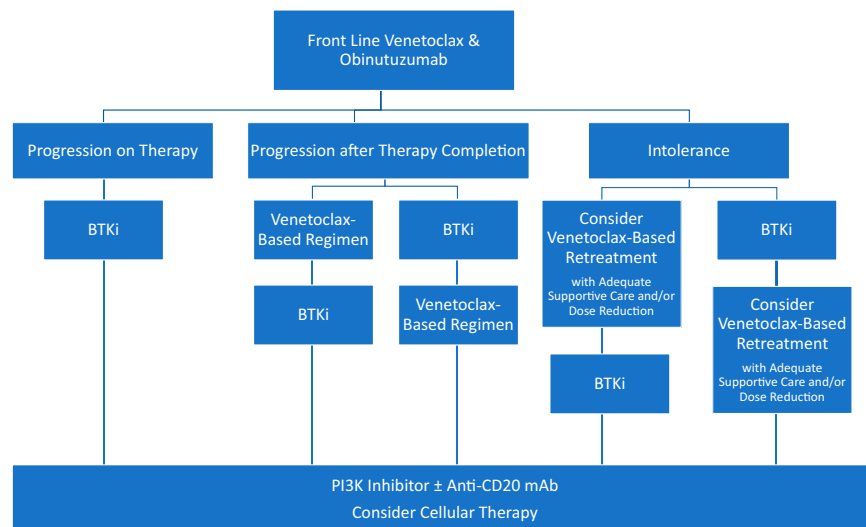 Front Line Venetoclax &
Obinutuzumab
Progression on Therapy
Progression after Therapy Completion
Intolerance
BTKi
Venetoclax-
Based Regimen
BTKi
BTKi
Venetoclax-
Based Regimen
Consider
Venetoclax-Based
Retreatment
with Adequate
Supportive Care and/or
Dose Reduction
BTKi
BTKi
Consider
Venetoclax-Based
Retreatment
with Adequate
Supportive Care and/or
Dose Reduction
PI3K Inhibitor ± Anti-CD20 mAb
Consider Cellular Therapy